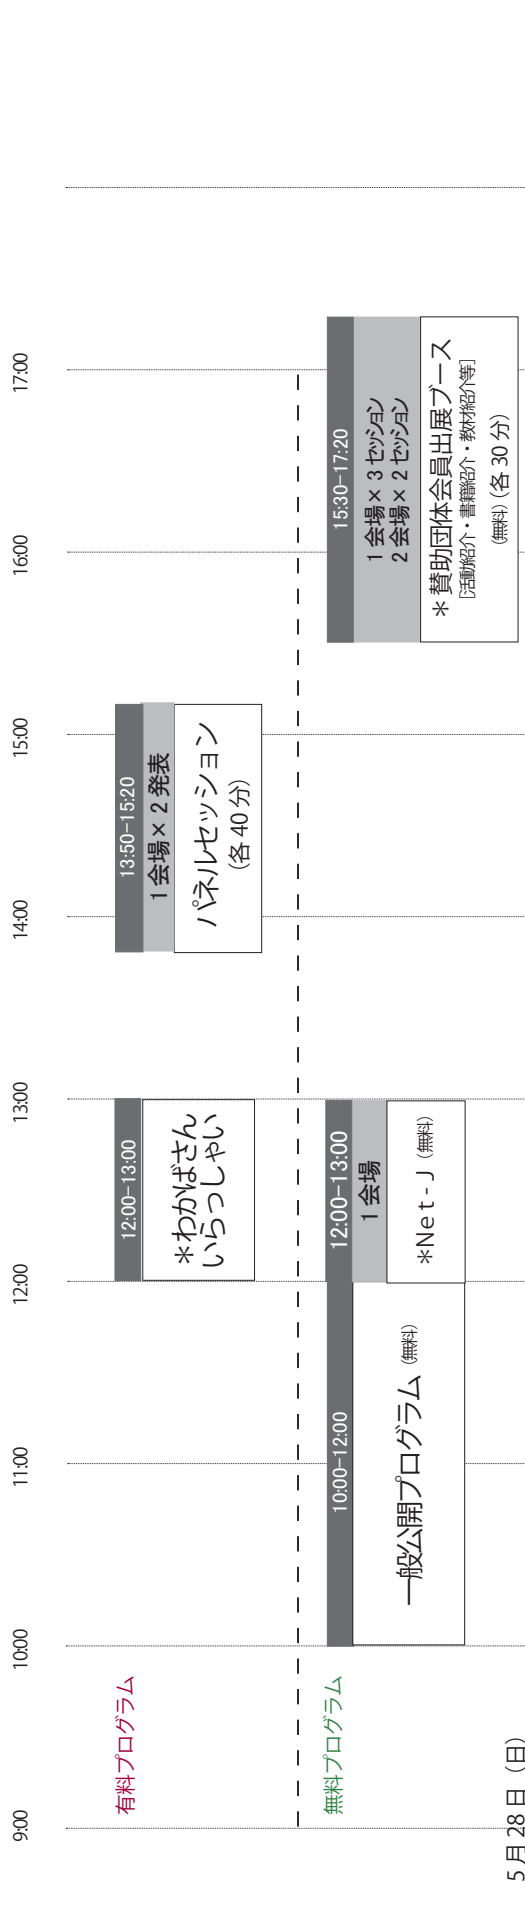 9:00
10:00
11:00
12:00
13:00
14:00
15:00
16:00
17:00
有料プログラム
12:00-13:00
＊わかばさん
いらっしゃい
13:50-15:20
1会場×2発表
パネルセッション
(各40分)
無料プログラム
10:00-12:00
一般公開プログラム(無料)
12:00-13:00
1会場
＊Net-J(無料)
15:30-17:20
1会場×3セッション
2会場×2セッション
＊賛助団体会員出展ブース
[活動紹介・書籍紹介・教材紹介等]
(無料)(各30分)
5月28日(日)